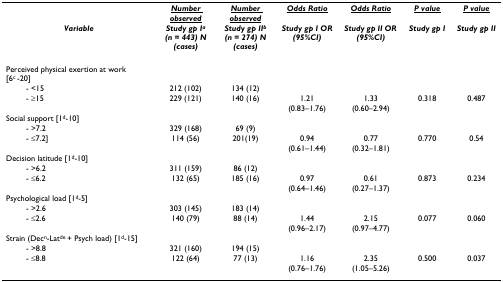 Number observed Number observed Odds Ratio Odds Ratio P value P value
Variable Study gp Iᵃ (n = 443) N (cases) Study gp IIᵇ (n = 274) N (cases) Study gp I OR (95%CI) Study gp II OR (95%CI) Study gp I Study gp II
Perceived physical exertion at work [6ᶜ -20]
- <15 212 (102) 134 (12)
- ≥15 229 (121) 140 (16) 1.21 (0.83–1.76) 1.33 (0.60–2.94) 0.318 0.487
Social support [1ᵈ-10]
- >7.2 329 (168) 69 (9)
- ≤7.2] 114 (56) 201(19) 0.94 (0.61–1.44) 0.77 (0.32–1.81) 0.770 0.54
Decision latitude [1ᵈ-10]
- >6.2 311 (159) 86 (12)
- ≤6.2 132 (65) 185 (16) 0.97 (0.64–1.46) 0.61 (0.27–1.37) 0.873 0.234
Psychological load [1ᵈ-5]
- >2.6 303 (145) 183 (14)
- ≤2.6 140 (79) 88 (14) 1.44 (0.96–2.17) 2.15 (0.97–4.77) 0.077 0.060
Strain (Decⁿ-Latᵈᵉ + Psych load) [1ᵈ-15]
- >8.8 321 (160) 194 (15)
- ≤8.8 122 (64) 77 (13) 1.16 (0.76–1.76) 2.35 (1.05–5.26) 0.500 0.037